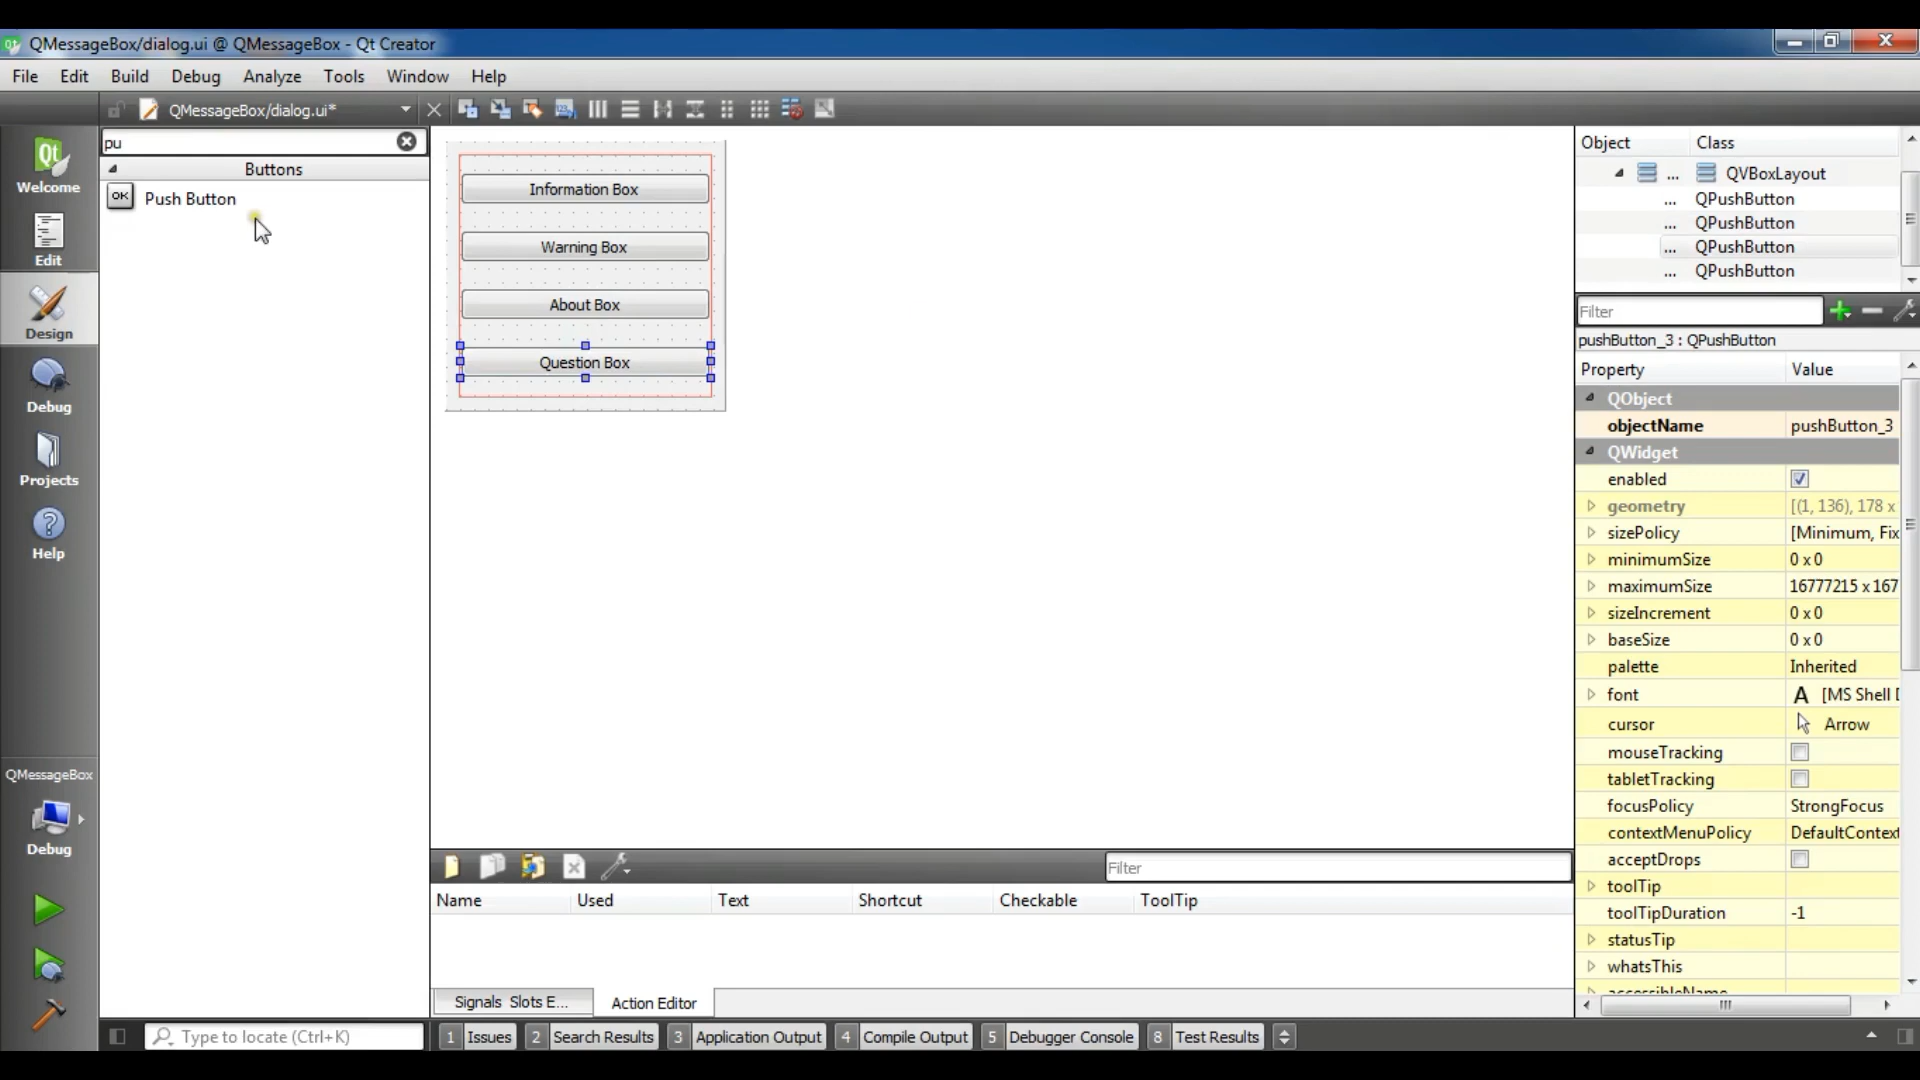 QMessageBox/dialog.ui @ QMessageBox - Qt Creator
File Edit Build Debug Analyze Tools Window Help
QMessageBox/dialog.ui*
pu
Buttons
OK Push Button
Qt
Welcome
Edit
Design
Debug
Projects
Help
QMessageBox
Debug
Information Box
Warning Box
About Box
Question Box
Object Class
... QVBoxLayout
... QPushButton
... QPushButton
... QPushButton
... QPushButton
Filter
pushButton_3 : QPushButton
Property Value
QObject
objectName pushButton_3
QWidget
enabled
geometry [(1, 136), 178 x
sizePolicy [Minimum, Fix
minimumSize 0 x 0
maximumSize 16777215 x 167
sizeIncrement 0 x 0
baseSize 0 x 0
palette Inherited
font A [MS Shell D
cursor Arrow
mouseTracking
tabletTracking
focusPolicy StrongFocus
contextMenuPolicy DefaultContext
acceptDrops
toolTip
toolTipDuration -1
statusTip
whatsThis
accessibleName
Filter
Name Used Text Shortcut Checkable ToolTip
Signals Slots E... Action Editor
Type to locate (Ctrl+K) 1 Issues 2 Search Results 3 Application Output 4 Compile Output 5 Debugger Console 8 Test Results